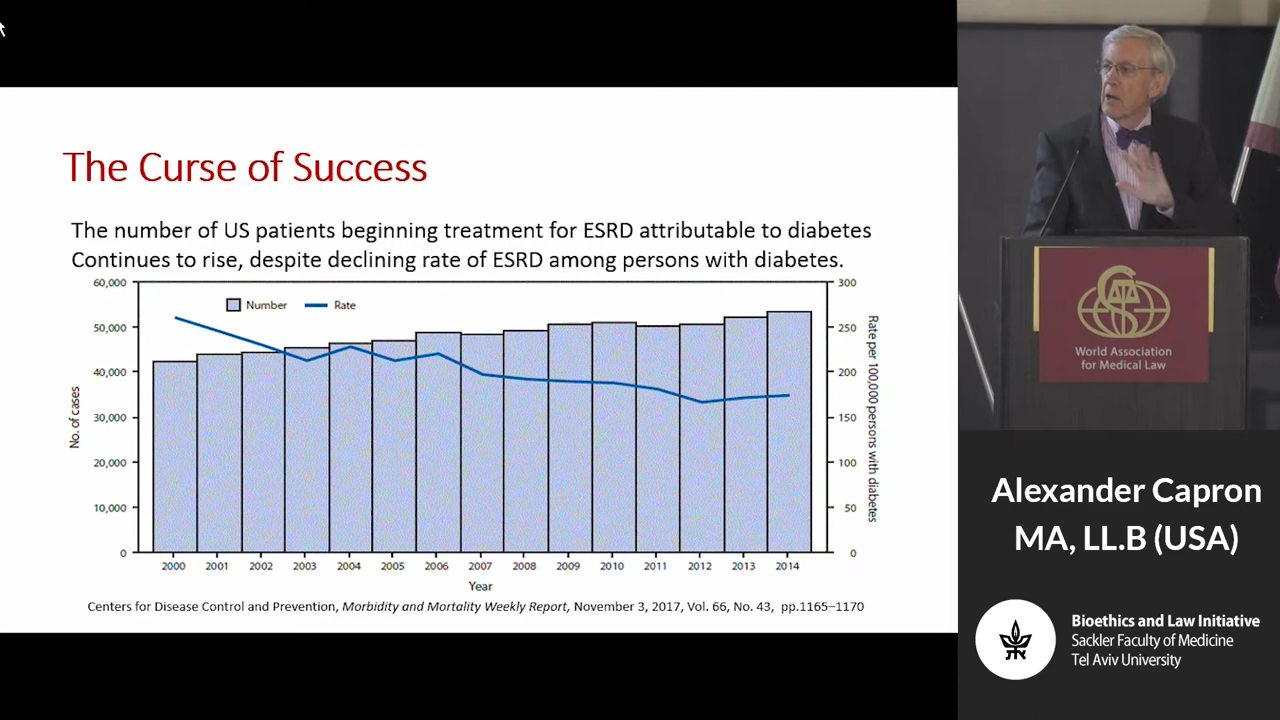 The Curse of Success
The number of US patients beginning treatment for ESRD attributable to diabetes
Continues to rise, despite declining rate of ESRD among persons with diabetes.
Number
Rate
No. of cases
60,000
50,000
40,000
30,000
20,000
10,000
0
300
250
200
150
100
50
0
Rate per 100,000 persons with diabetes
2000 2001 2002 2003 2004 2005 2006 2007 2008 2009 2010 2011 2012 2013 2014
Year
Centers for Disease Control and Prevention, Morbidity and Mortality Weekly Report, November 3, 2017, Vol. 66, No. 43, pp.1165–1170
World Association
for Medical Law
Alexander Capron
MA, LL.B (USA)
Bioethics and Law Initiative
Sackler Faculty of Medicine
Tel Aviv University